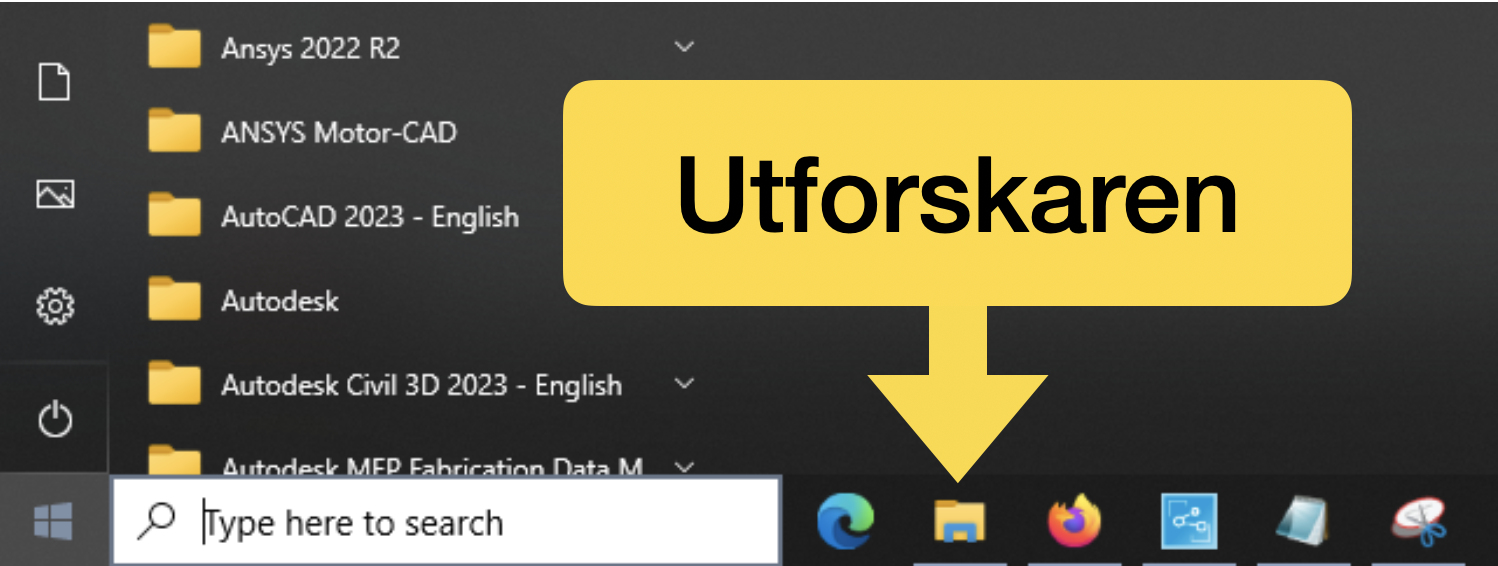 Ansys 2022 R2
ANSYS Motor-CAD
AutoCAD 2023 - English
Autodesk
Autodesk Civil 3D 2023 - English
Autodesk MEP Fabrication Data M
Utforskaren
Type here to search